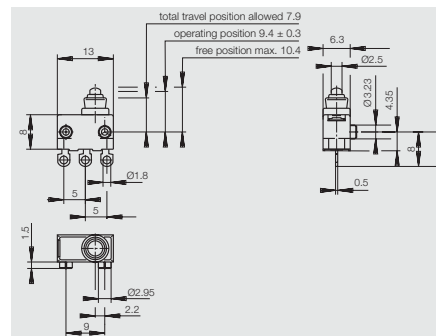 total travel position allowed 7.9
operating position 9.4 ± 0.3
free position max. 10.4
13
6.3
Ø2.5
Ø3.23
4.35
8
8
Ø1.8
0.5
5
5
1.5
Ø2.95
2.2
9